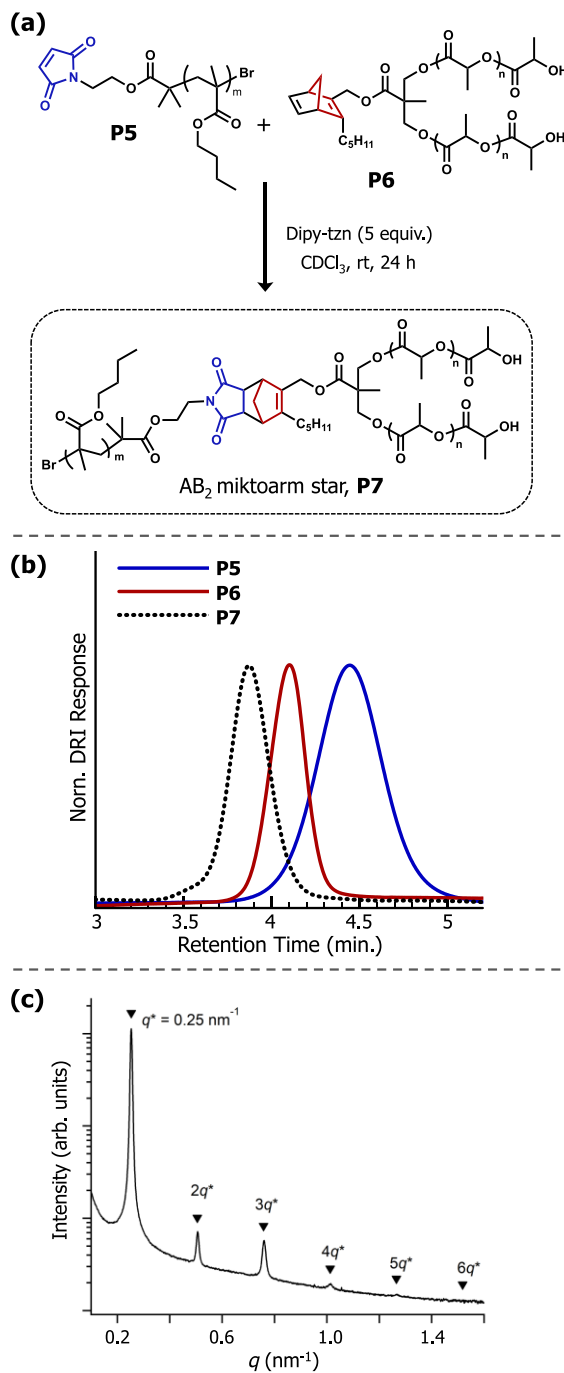 (a)
O
N
O
O
O
Br
m
O
O
P5
+
O
O
C5H11
O
O
O
O
n
O
OH
O
O
O
O
n
O
OH
P6
Dipy-tzn (5 equiv.)
CDCl3, rt, 24 h
O
O
Br
m
O
O
O
N
O
C5H11
O
O
O
O
O
n
O
OH
O
O
O
n
O
OH
AB2 miktoarm star, P7
(b)
P5
P6
P7
Norn. DRI Response
3 3.5 4 4.5 5
Retention Time (min.)
(c)
q* = 0.25 nm-1
2q*
3q*
4q*
5q*
6q*
Intensity (arb. units)
0.2 0.6 1.0 1.4
q (nm-1)